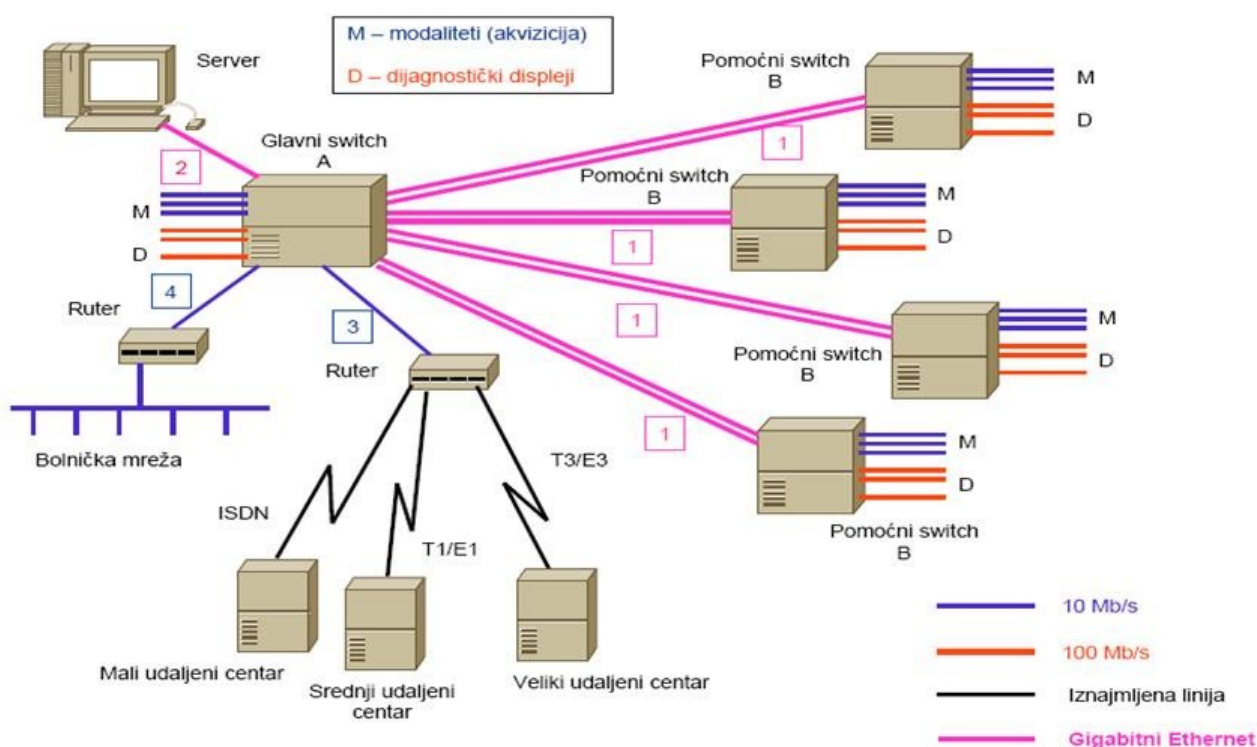 M – modaliteti (akvizicija)
D – dijagnostički displeji
Server
Glavni switch
A
2
M
D
4
Ruter
3
Ruter
Bolnička mreža
Pomoćni switch
B
M
D
1
Pomoćni switch
B
M
D
1
1
Pomoćni switch
B
M
D
1
M
D
Pomoćni switch
B
ISDN
T1/E1
T3/E3
Mali udaljeni centar
Srednji udaljeni
centar
Veliki udaljeni centar
10 Mb/s
100 Mb/s
Iznajmljena linija
Gigabitni Ethernet